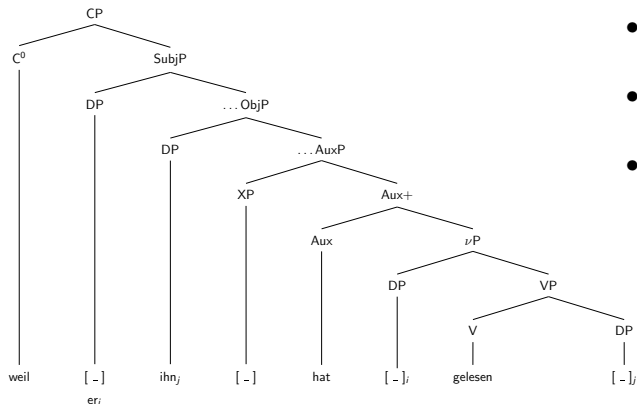 CP
C⁰ SubjP
DP …ObjP
DP …AuxP
XP Aux+
Aux νP
DP VP
V DP
weil [ _ ] ihnⱼ [ _ ] hat [ _ ]ᵢ gelesen [ _ ]ⱼ
erᵢ